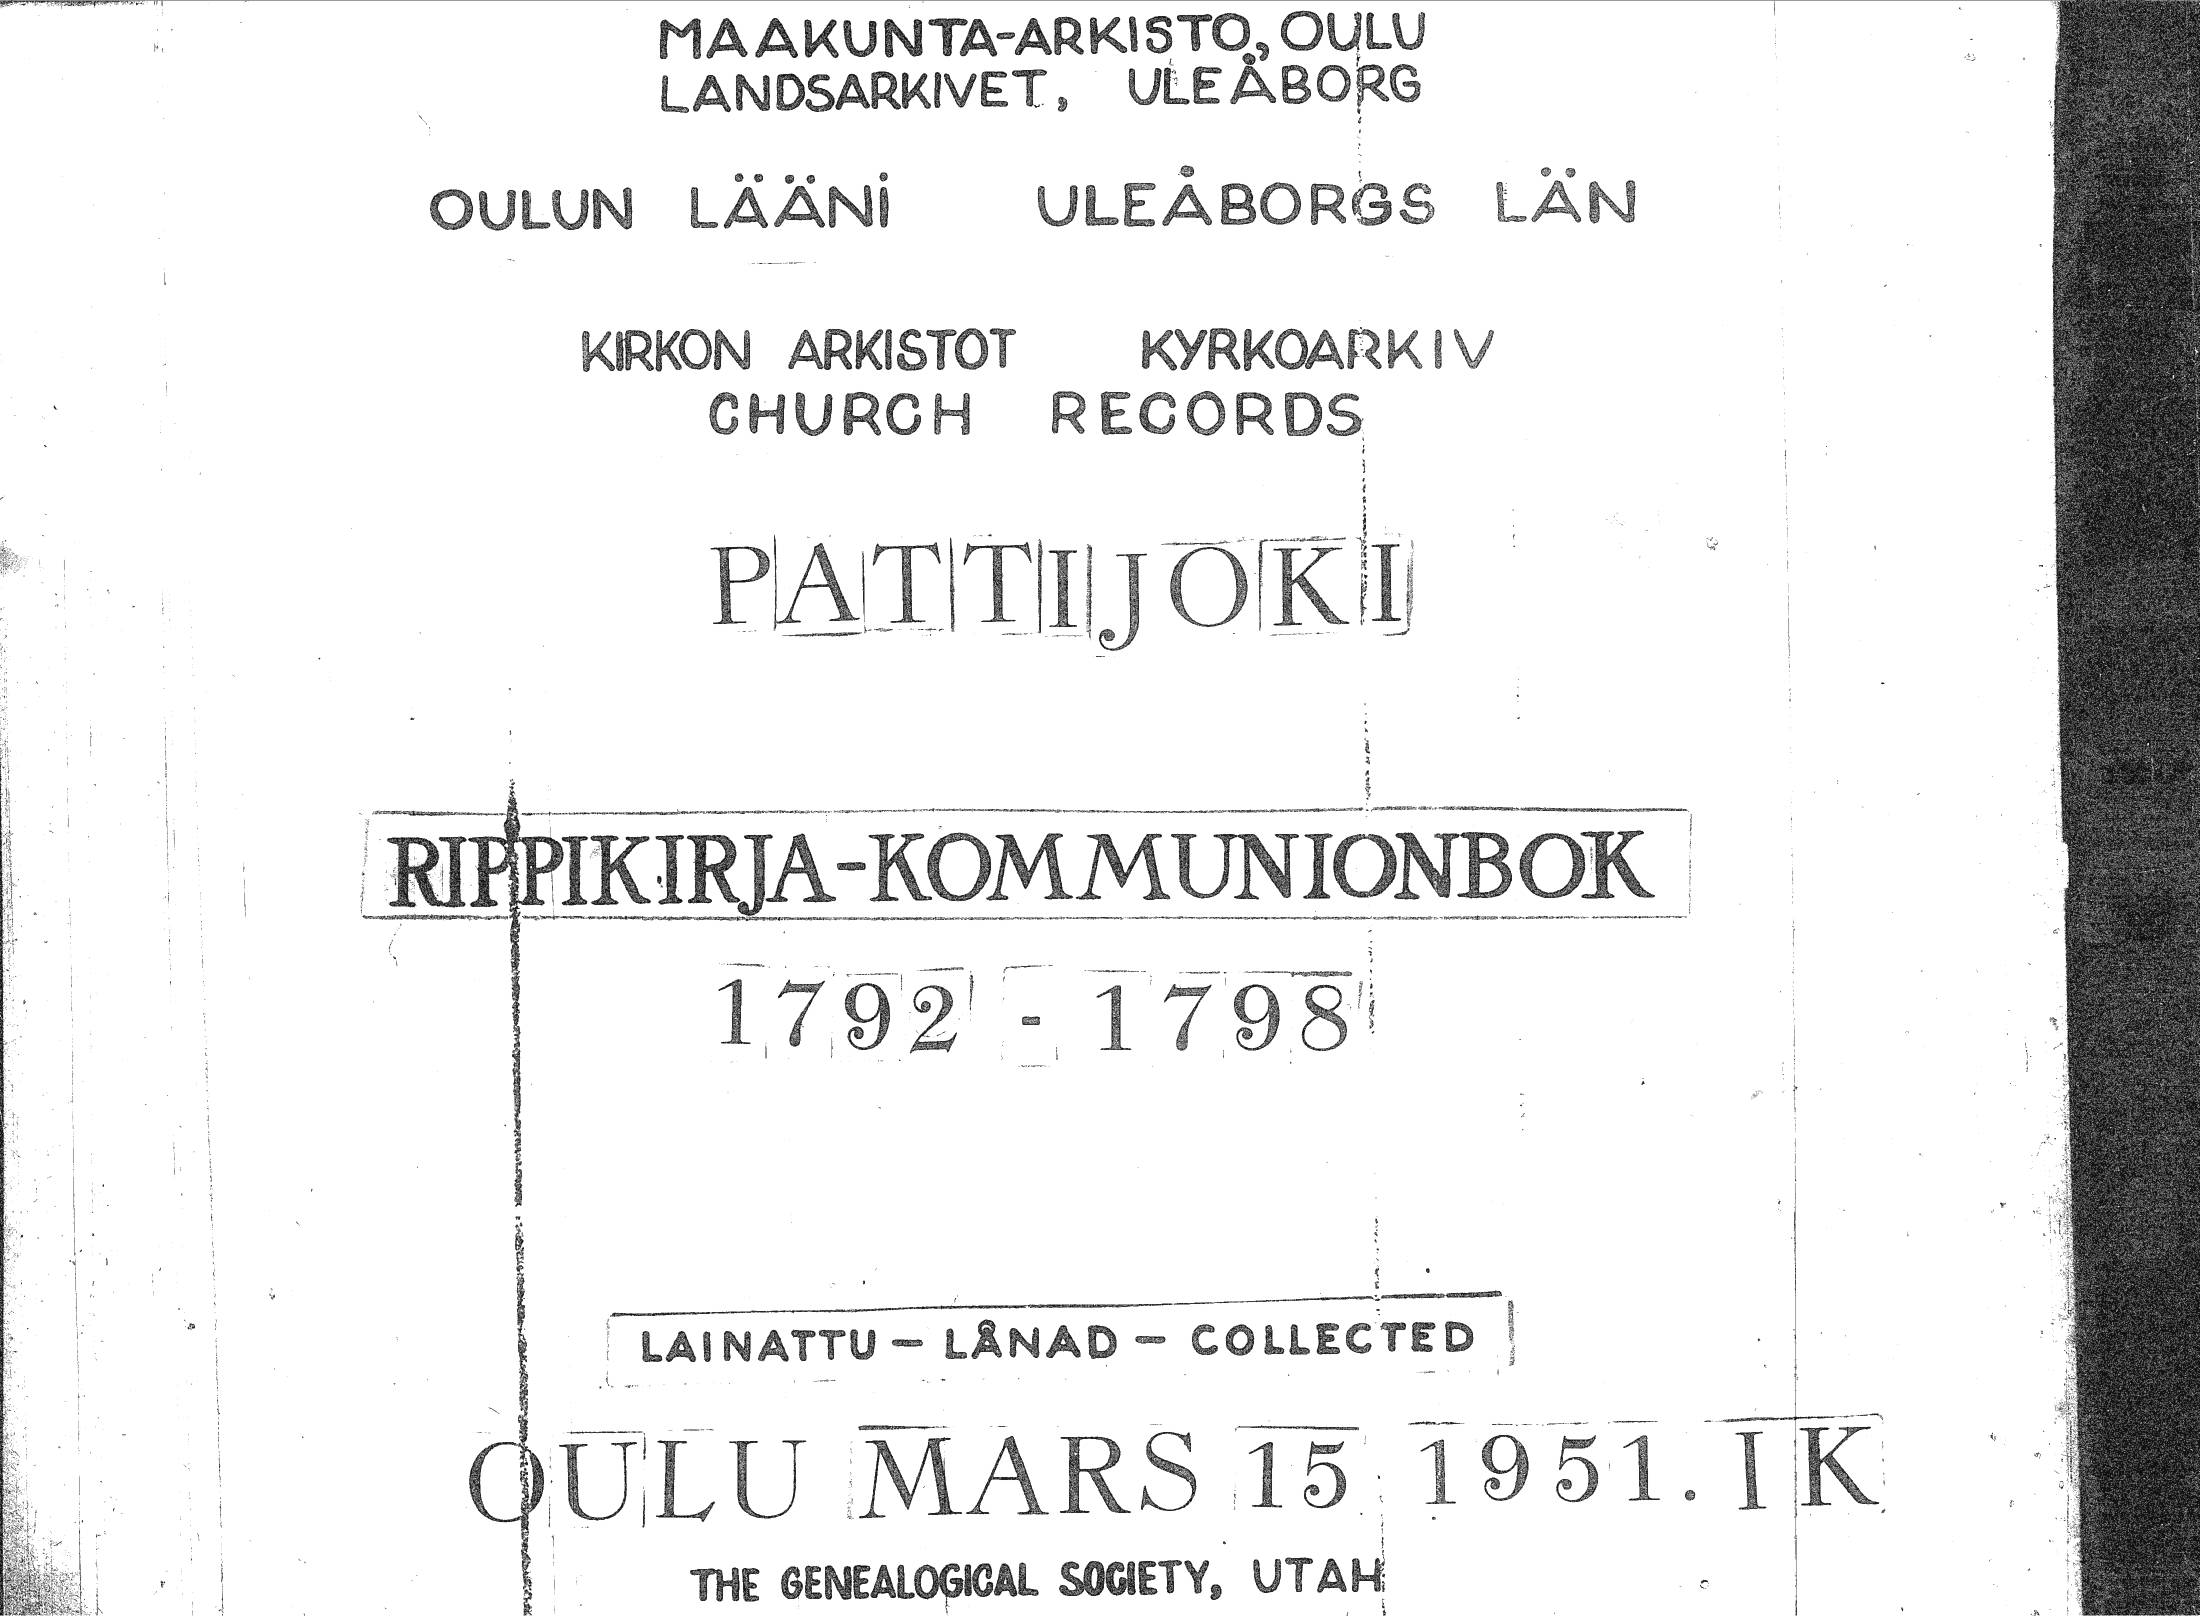 MAAKUNTA-ARKISTO, OULU
LANDSARKIVET, ULEÅBORG
OULUN LÄÄNI ULEÅBORGS LÄN
KIRKON ARKISTOT KYRKOARKIV
CHURCH RECORDS
PATTIJOKI
RIPPIKIRJA-KOMMUNIONBOK
1792 - 1798
LAINATTU - LÅNAD - COLLECTED
OULU MARS 15 1951. IK
THE GENEALOGICAL SOCIETY, UTAH